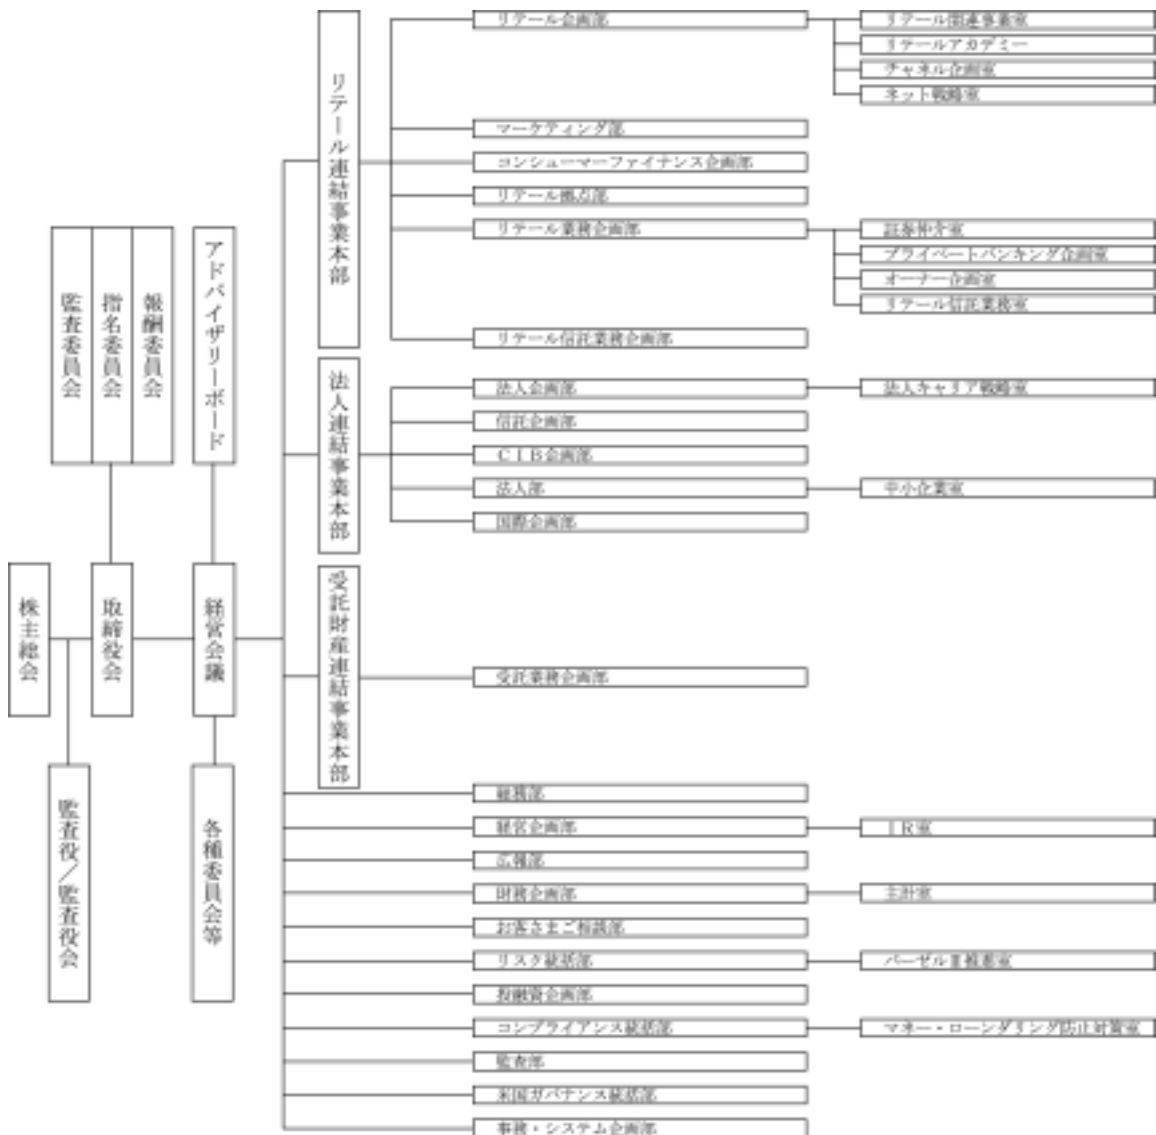 株主総会
監査役/監査役会
取締役会
監査委員会
指名委員会
報酬委員会
経営会議
アドバイザリーボード
各種委員会等
リテール連結事業本部
リテール企画部
リテール関連事業室
リテールアカデミー
チャネル企画室
ネット戦略室
マーケティング部
コンシューマーファイナンス企画部
リテール拠点部
リテール業務企画部
証券仲介室
プライベートバンキング企画室
オーナー企画室
リテール信託業務室
リテール信託業務企画部
法人連結事業本部
法人企画部
法人キャリア戦略室
信託企画部
CIB企画部
法人部
中小企業室
国際企画部
受託財産連結事業本部
受託業務企画部
総務部
経営企画部
IR室
広報部
財務企画部
主計室
お客さまご相談部
リスク統括部
バーゼルⅡ推進室
投融資企画部
コンプライアンス統括部
マネー・ローンダリング防止対策室
監査部
米国ガバナンス統括部
事務・システム企画部